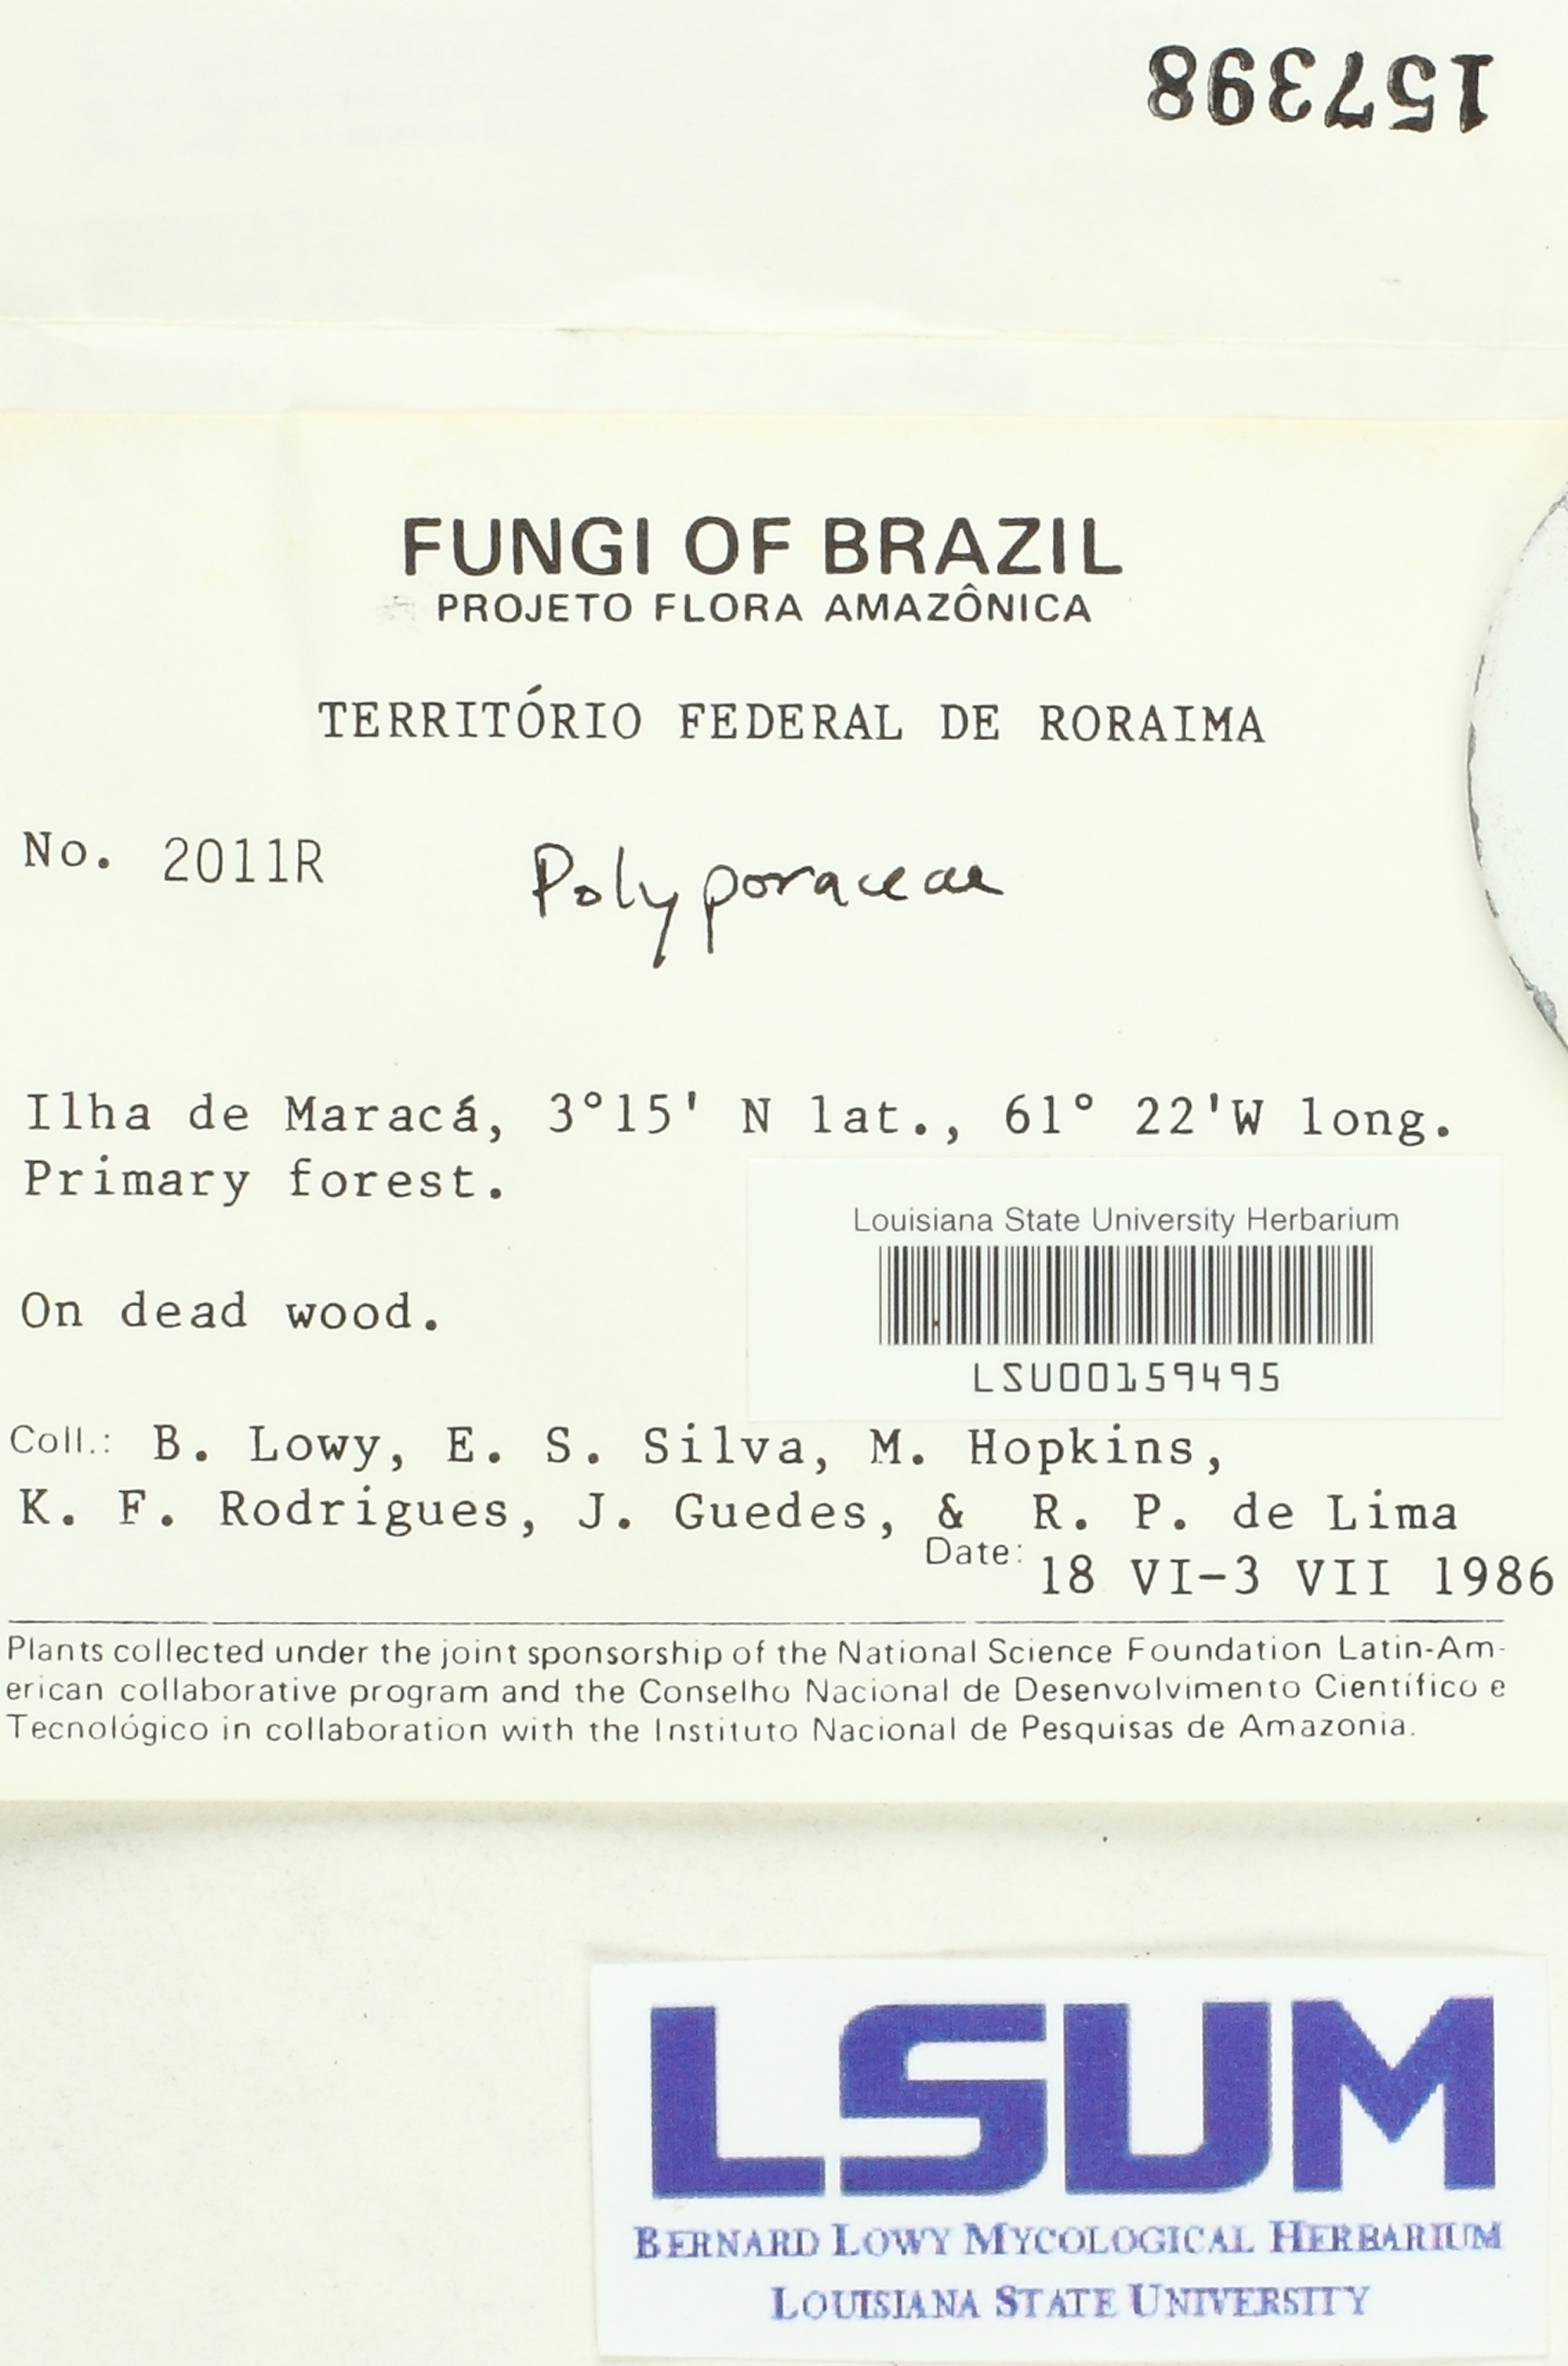 157398
FUNGI OF BRAZIL
PROJETO FLORA AMAZÔNICA
TERRITÓRIO FEDERAL DE RORAIMA
No. 2011R Polyporaceae
Ilha de Maracá, 3°15' N lat., 61° 22'W long.
Primary forest.
Louisiana State University Herbarium
On dead wood.
LSU00159495
Coll.: B. Lowy, E. S. Silva, M. Hopkins,
K. F. Rodrigues, J. Guedes, & R. P. de Lima
Date: 18 VI-3 VII 1986
Plants collected under the joint sponsorship of the National Science Foundation Latin-Am-
erican collaborative program and the Conselho Nacional de Desenvolvimento Científico e
Tecnológico in collaboration with the Instituto Nacional de Pesquisas de Amazonia.
LSUM
BERNARD LOWY MYCOLOGICAL HERBARIUM
LOUISIANA STATE UNIVERSITY